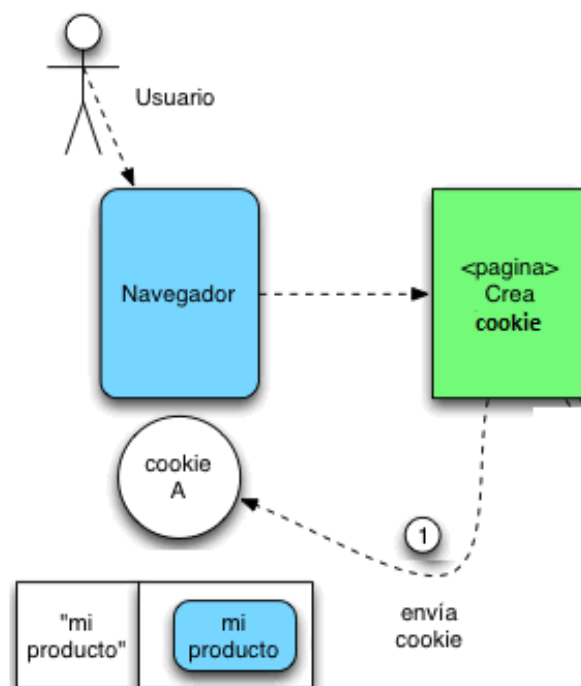 Usuario
Navegador
<pagina>
Crea
cookie
cookie
A
1
envía
cookie
"mi
producto"
mi
producto